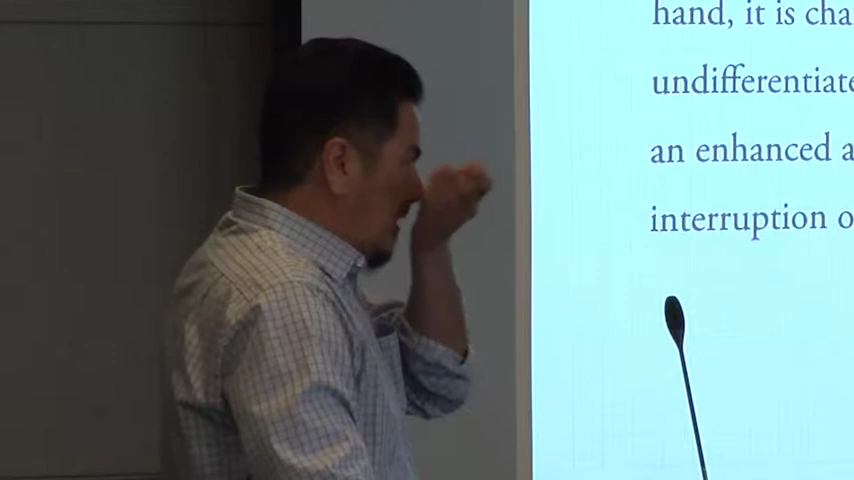 hand, it is cha
undifferentiate
an enhanced a
interruption o